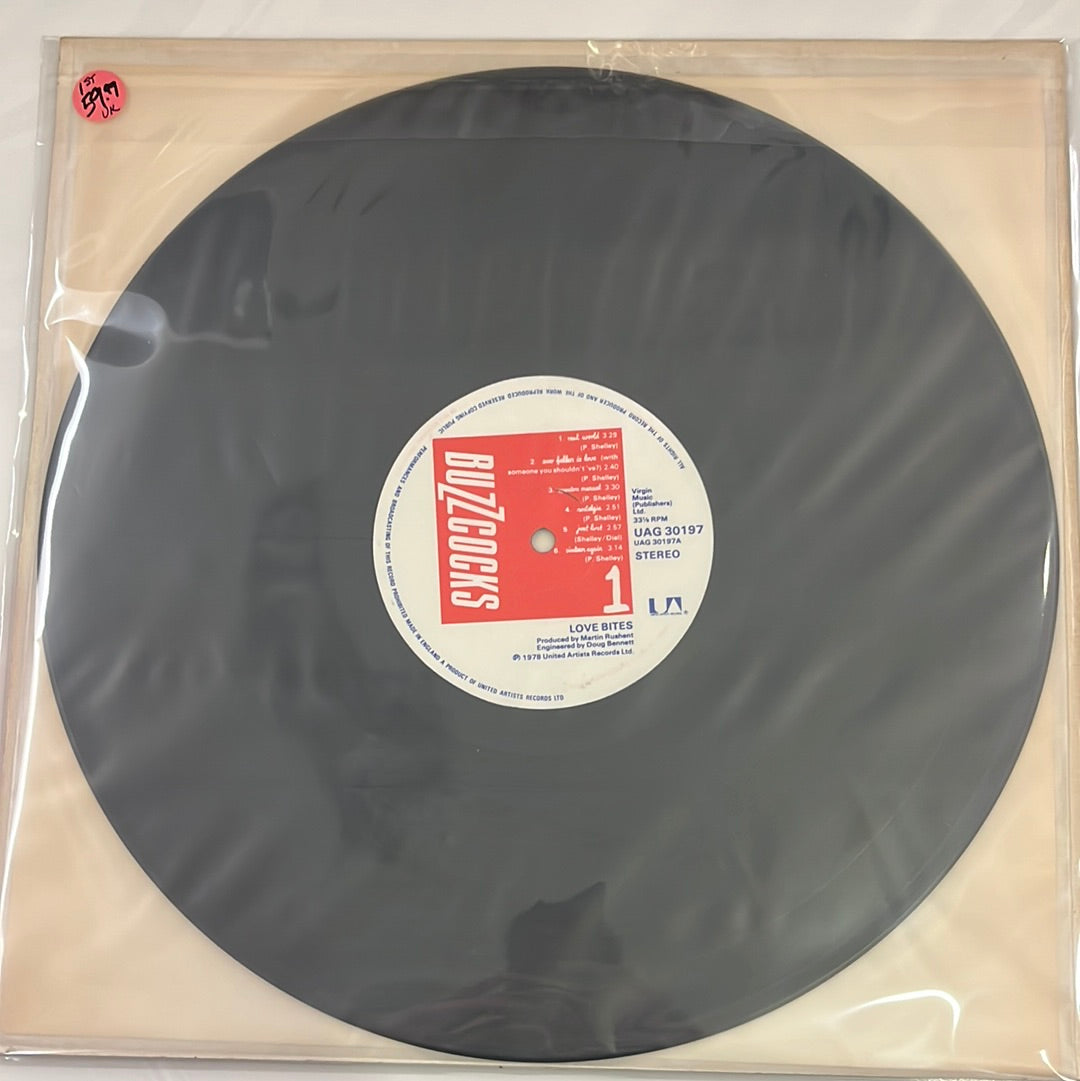 1ST
59.97
UK
ALL RIGHTS OF THE RECORD PRODUCER AND OF THE WORK REPRODUCED RESERVED COPYING PUBLIC
PERFORMANCES AND BROADCASTING OF THIS RECORD PROHIBITED MADE IN ENGLAND A PRODUCT OF UNITED ARTISTS RECORDS LTD
BUZZCOCKS
1. real world 3.29
(P. Shelley)
2. ever fallen in love (with
someone you shouldn't 've?) 2.40
(P. Shelley)
3. operators manual 3.30
(P. Shelley)
4. nostalgia 2.51
(P. Shelley)
5 just lust 2.57
(Shelley/Dial)
6 sixteen again 3.14
(P. Shelley)
1
Virgin
Music
(Publishers)
Ltd.
33⅓ RPM
UAG 30197
UAG 30197A
STEREO
UA
LOVE BITES
Produced by Martin Rushent
Engineered by Doug Bennett
℗ 1978 United Artists Records Ltd.